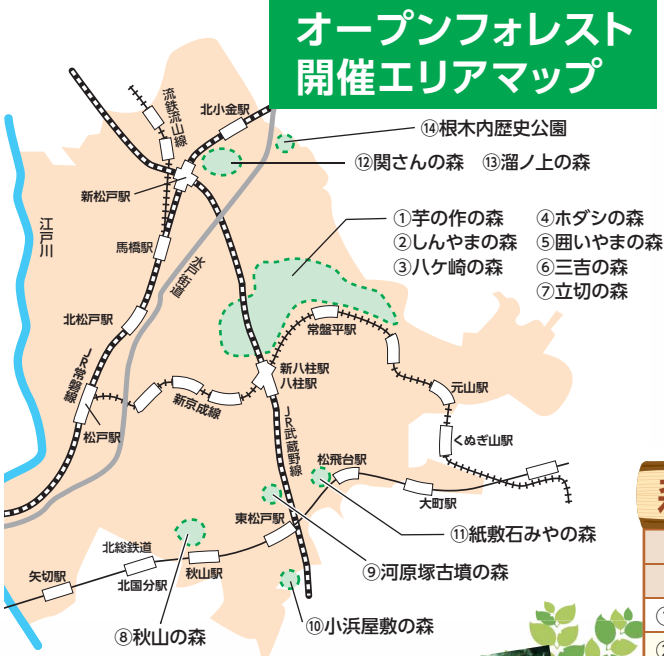 オープンフォレスト
開催エリアマップ
流鉄流山線
北小金駅
⑭根木内歴史公園
⑫関さんの森 ⑬溜ノ上の森
新松戸駅
江戸川
馬橋駅
水戸街道
①芋の作の森 ④ホダシの森
②しんやまの森 ⑤囲いやまの森
③八ケ崎の森 ⑥三吉の森
⑦立切の森
北松戸駅
常盤平駅
JR常磐線
新八柱駅
八柱駅
元山駅
新京成線
松戸駅
JR武蔵野線
くぬぎ山駅
松飛台駅
大町駅
東松戸駅
⑪紙敷石みやの森
北総鉄道
⑨河原塚古墳の森
矢切駅
北国分駅
秋山駅
⑧秋山の森
⑩小浜屋敷の森